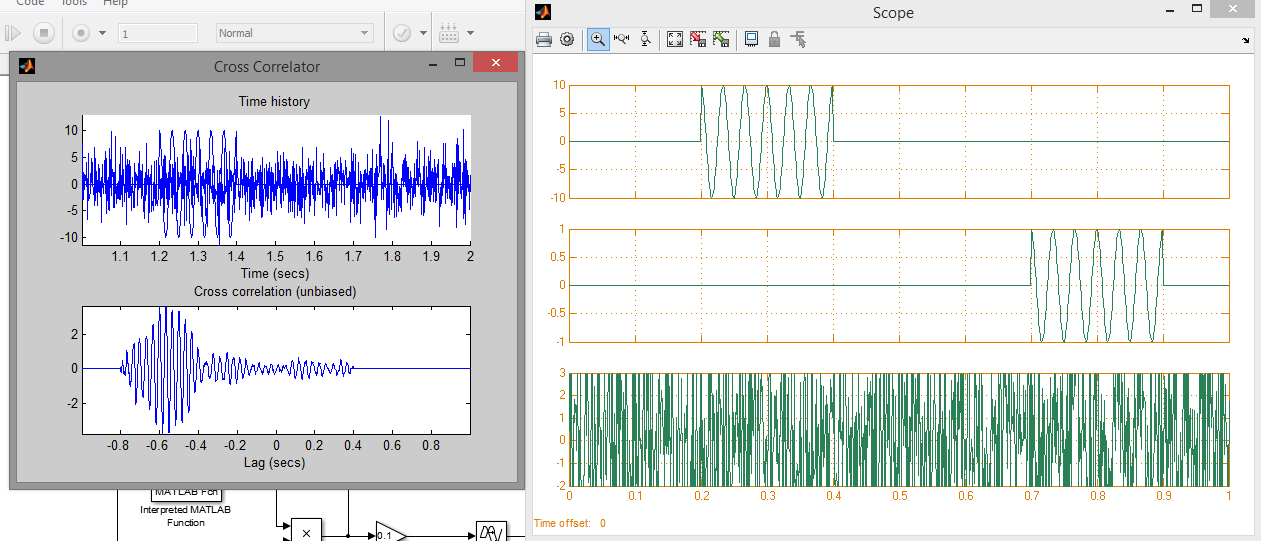 Code Tools Help
1 Normal
Cross Correlator
Time history
10
5
0
-5
-10
1.1 1.2 1.3 1.4 1.5 1.6 1.7 1.8 1.9 2
Time (secs)
Cross correlation (unbiased)
2
0
-2
-0.8 -0.6 -0.4 -0.2 0 0.2 0.4 0.6 0.8
Lag (secs)
MATLAB Fcn
Interpreted MATLAB
Function
×
0.1
Scope
10
5
0
-5
-10
1
0.5
0
-0.5
-1
3
2
1
0
-1
-2
0 0.1 0.2 0.3 0.4 0.5 0.6 0.7 0.8 0.9 1
Time offset: 0